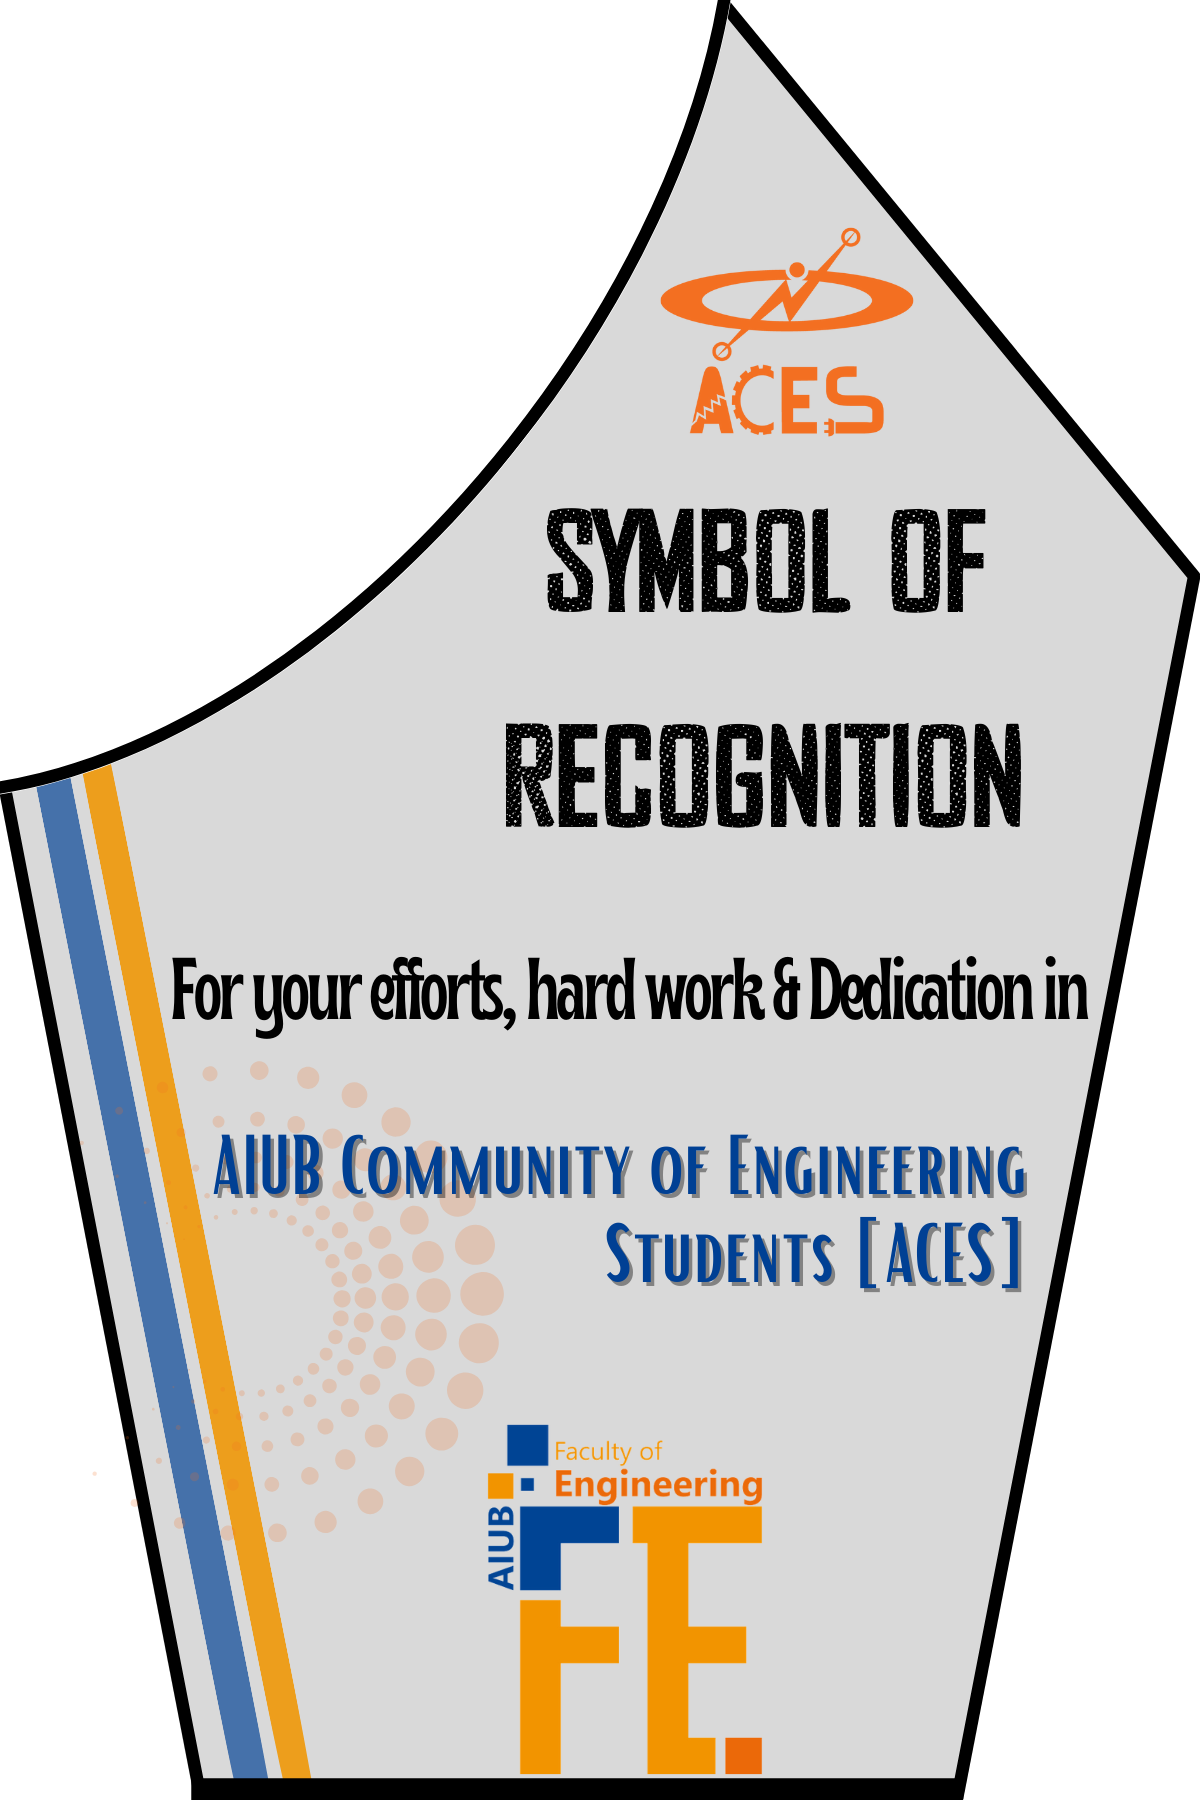 ACES
SYMBOL OF
RECOGNITION
For your efforts, hard work & Dedication in
AIUB Community of Engineering
Students [ACES]
Faculty of
Engineering
AIUB
FE.